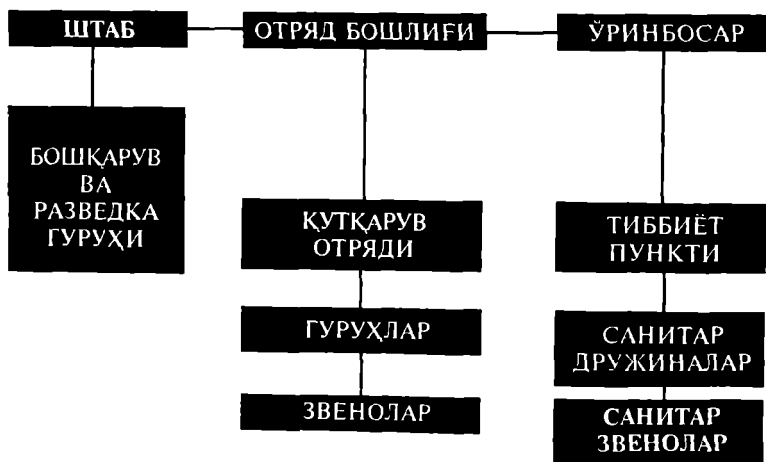 ШТАБ
ОТРЯД БОШЛИҒИ
ЎРИНБОСАР
БОШҚАРУВ
ВА
РАЗВЕДКА
ГУРУҲИ
ҚУТҚАРУВ
ОТРЯДИ
ТИББИЁТ
ПУНКТИ
ГУРУҲЛАР
САНИТАР
ДРУЖИНАЛАР
ЗВЕНОЛАР
САНИТАР
ЗВЕНОЛАР